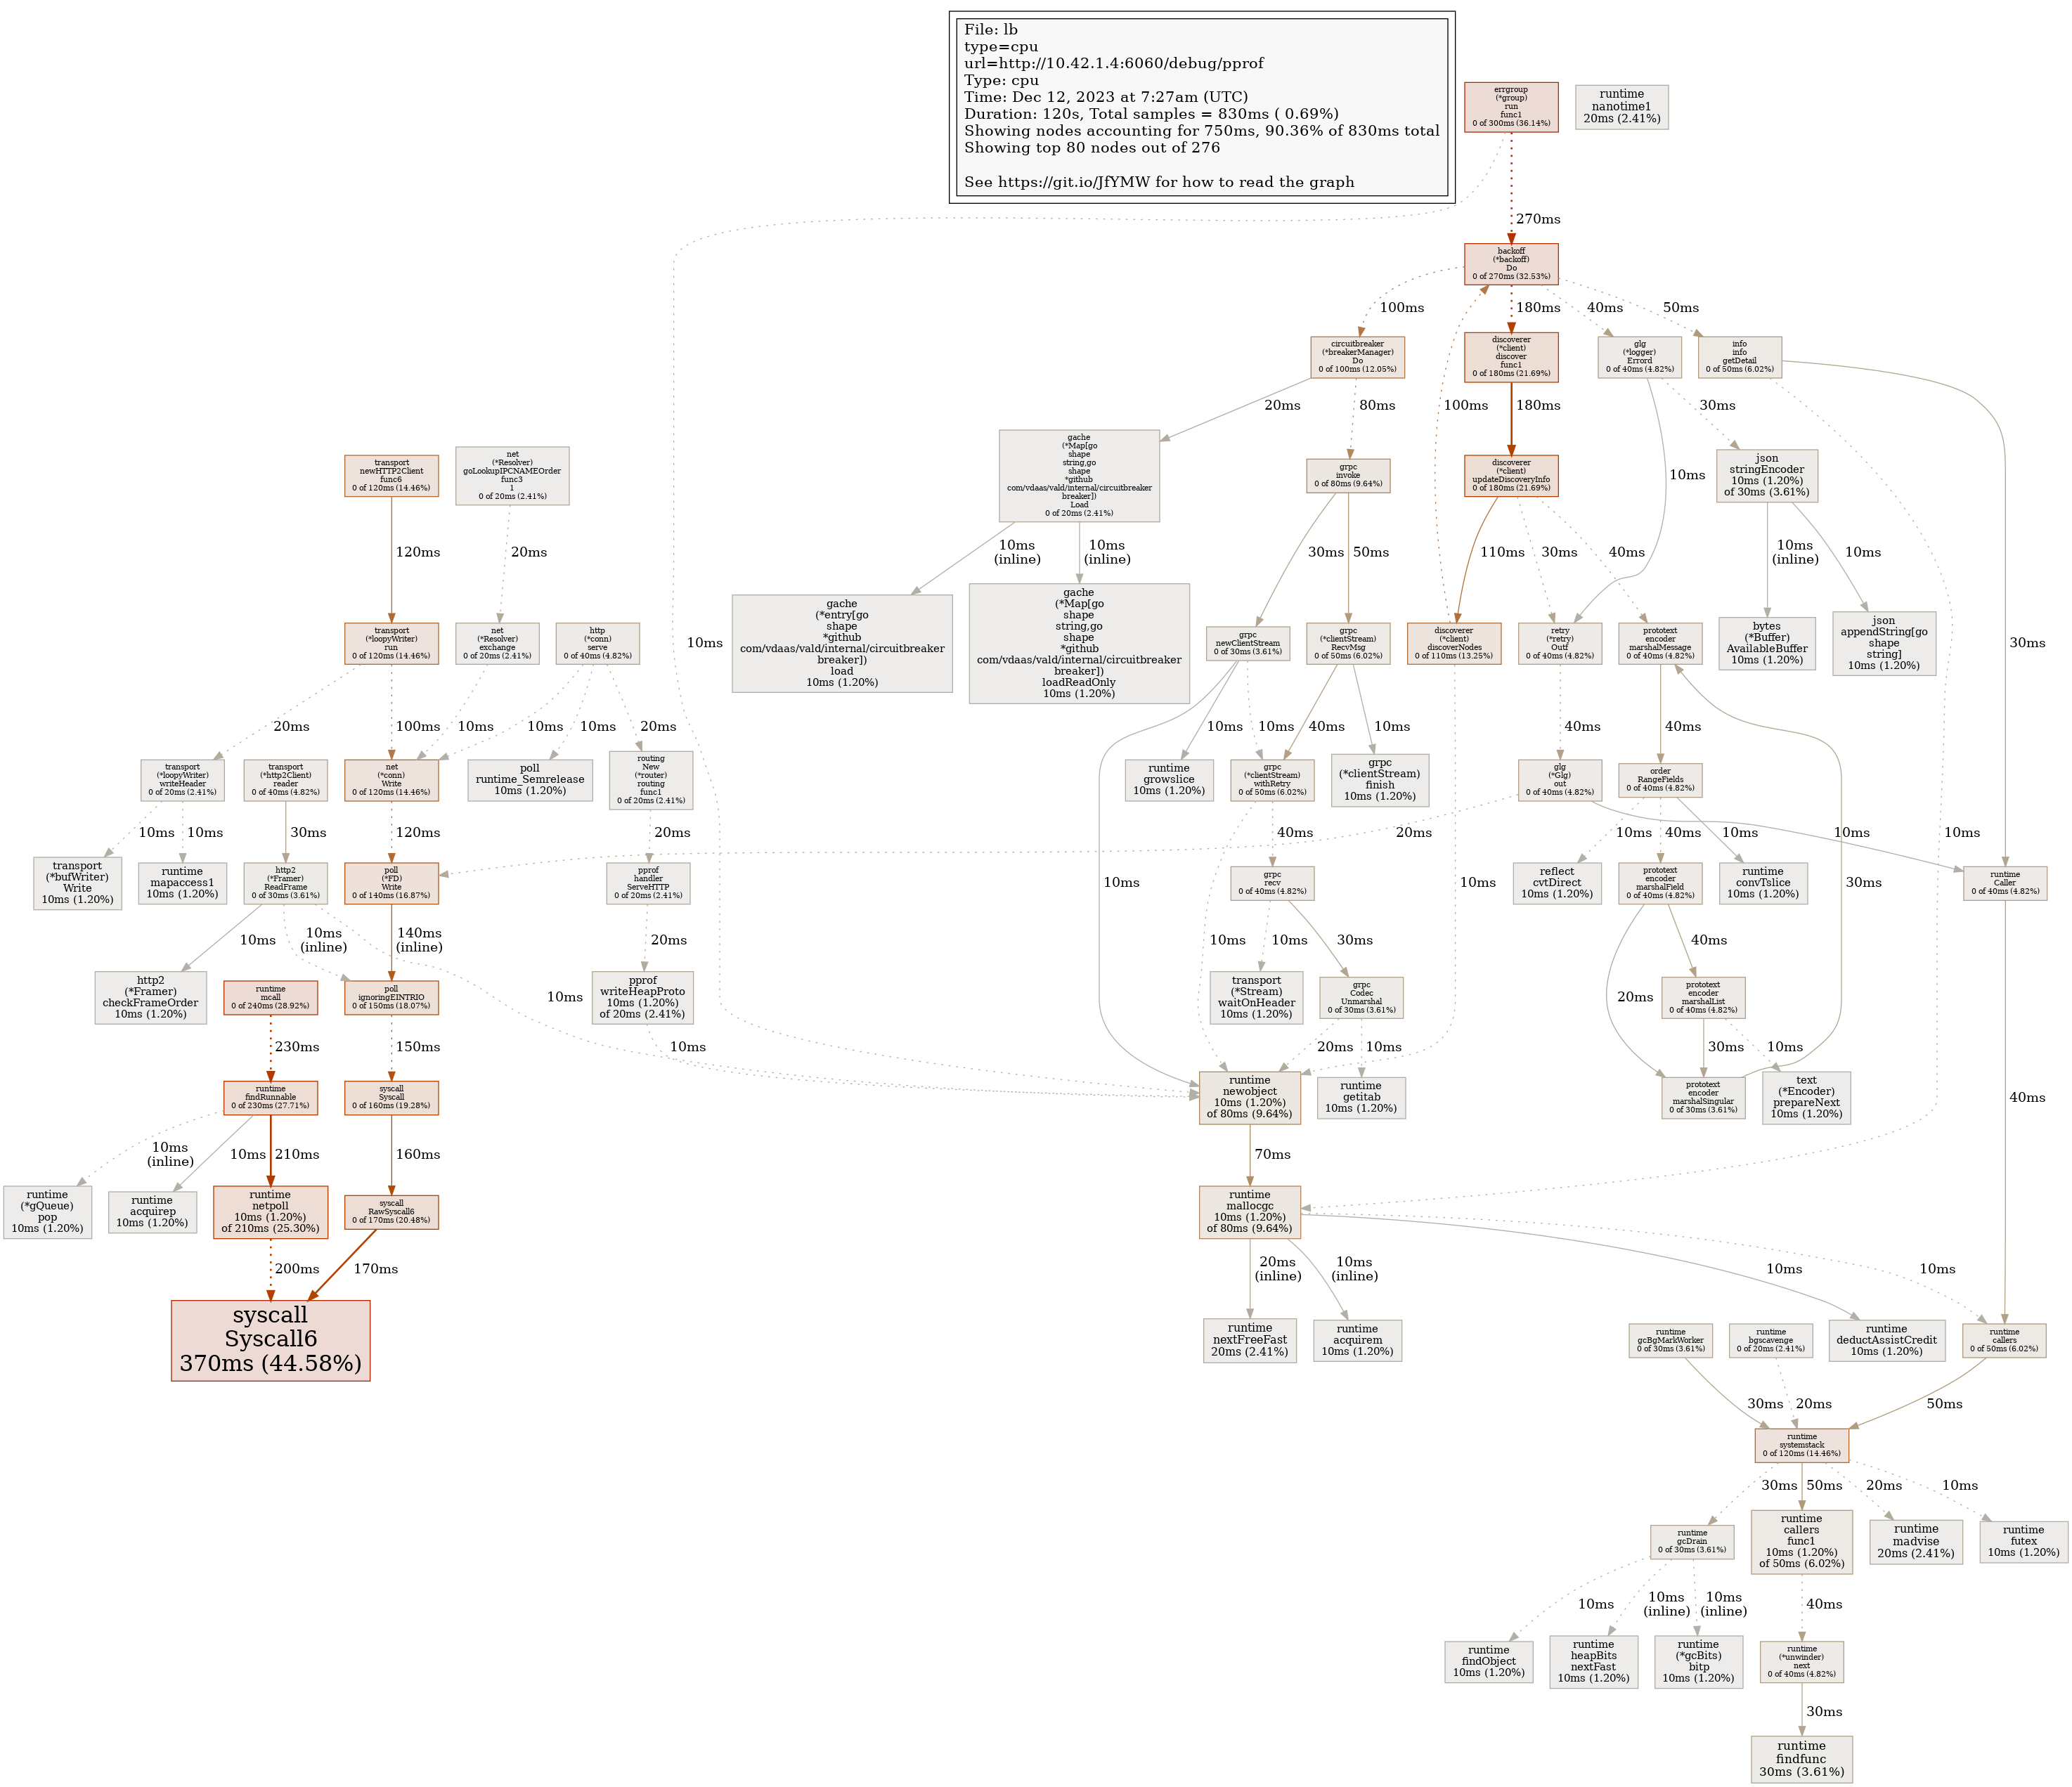 File: lb
type=cpu
url=http://10.42.1.4:6060/debug/pprof
Type: cpu
Time: Dec 12, 2023 at 7:27am (UTC)
Duration: 120s, Total samples = 830ms ( 0.69%)
Showing nodes accounting for 750ms, 90.36% of 830ms total
Showing top 80 nodes out of 276
See https://git.io/JfYMW for how to read the graph
errgroup
(*group)
run
func1
0 of 300ms (36.14%)
runtime
nanotime1
20ms (2.41%)
270ms
backoff
(*backoff)
Do
0 of 270ms (32.53%)
100ms
180ms
40ms
50ms
circuitbreaker
(*breakerManager)
Do
0 of 100ms (12.05%)
discoverer
(*client)
discover
func1
0 of 180ms (21.69%)
glg
(*logger)
Errord
0 of 40ms (4.82%)
info
info
getDetail
0 of 50ms (6.02%)
20ms
80ms
100ms
180ms
30ms
transport
newHTTP2Client
func6
0 of 120ms (14.46%)
net
(*Resolver)
goLookupIPCNAMEOrder
func3
1
0 of 20ms (2.41%)
gache
(*Map[go
shape
string,go
shape
*github
com/vdaas/vald/internal/circuitbreaker
breaker])
Load
0 of 20ms (2.41%)
grpc
invoke
0 of 80ms (9.64%)
discoverer
(*client)
updateDiscoveryInfo
0 of 180ms (21.69%)
10ms
json
stringEncoder
10ms (1.20%)
of 30ms (3.61%)
120ms
20ms
10ms
(inline)
10ms
(inline)
30ms
50ms
110ms
30ms
40ms
10ms
(inline)
10ms
transport
(*loopyWriter)
run
0 of 120ms (14.46%)
net
(*Resolver)
exchange
0 of 20ms (2.41%)
http
(*conn)
serve
0 of 40ms (4.82%)
10ms
gache
(*entry[go
shape
*github
com/vdaas/vald/internal/circuitbreaker
breaker])
load
10ms (1.20%)
gache
(*Map[go
shape
string,go
shape
*github
com/vdaas/vald/internal/circuitbreaker
breaker])
loadReadOnly
10ms (1.20%)
grpc
newClientStream
0 of 30ms (3.61%)
grpc
(*clientStream)
RecvMsg
0 of 50ms (6.02%)
discoverer
(*client)
discoverNodes
0 of 110ms (13.25%)
retry
(*retry)
Outf
0 of 40ms (4.82%)
prototext
encoder
marshalMessage
0 of 40ms (4.82%)
bytes
(*Buffer)
AvailableBuffer
10ms (1.20%)
json
appendString[go
shape
string]
10ms (1.20%)
30ms
20ms
100ms
10ms
10ms
10ms
20ms
10ms
10ms
40ms
10ms
40ms
40ms
transport
(*loopyWriter)
writeHeader
0 of 20ms (2.41%)
transport
(*http2Client)
reader
0 of 40ms (4.82%)
net
(*conn)
Write
0 of 120ms (14.46%)
poll
runtime_Semrelease
10ms (1.20%)
routing
New
(*router)
routing
func1
0 of 20ms (2.41%)
runtime
growslice
10ms (1.20%)
grpc
(*clientStream)
withRetry
0 of 50ms (6.02%)
grpc
(*clientStream)
finish
10ms (1.20%)
glg
(*Glg)
out
0 of 40ms (4.82%)
order
RangeFields
0 of 40ms (4.82%)
10ms
10ms
30ms
120ms
20ms
40ms
20ms
10ms
40ms
10ms
10ms
10ms
transport
(*bufWriter)
Write
10ms (1.20%)
runtime
mapaccess1
10ms (1.20%)
http2
(*Framer)
ReadFrame
0 of 30ms (3.61%)
poll
(*FD)
Write
0 of 140ms (16.87%)
pprof
handler
ServeHTTP
0 of 20ms (2.41%)
10ms
grpc
recv
0 of 40ms (4.82%)
10ms
reflect
cvtDirect
10ms (1.20%)
prototext
encoder
marshalField
0 of 40ms (4.82%)
runtime
convTslice
10ms (1.20%)
30ms
runtime
Caller
0 of 40ms (4.82%)
10ms
10ms
(inline)
140ms
(inline)
20ms
10ms
10ms
30ms
40ms
http2
(*Framer)
checkFrameOrder
10ms (1.20%)
runtime
mcall
0 of 240ms (28.92%)
poll
ignoringEINTRIO
0 of 150ms (18.07%)
10ms
pprof
writeHeapProto
10ms (1.20%)
of 20ms (2.41%)
transport
(*Stream)
waitOnHeader
10ms (1.20%)
grpc
Codec
Unmarshal
0 of 30ms (3.61%)
20ms
prototext
encoder
marshalList
0 of 40ms (4.82%)
230ms
150ms
10ms
20ms
10ms
30ms
10ms
runtime
findRunnable
0 of 230ms (27.71%)
syscall
Syscall
0 of 160ms (19.28%)
runtime
newobject
10ms (1.20%)
of 80ms (9.64%)
runtime
getitab
10ms (1.20%)
prototext
encoder
marshalSingular
0 of 30ms (3.61%)
text
(*Encoder)
prepareNext
10ms (1.20%)
40ms
10ms
(inline)
10ms
210ms
160ms
70ms
runtime
(*gQueue)
pop
10ms (1.20%)
runtime
acquirep
10ms (1.20%)
runtime
netpoll
10ms (1.20%)
of 210ms (25.30%)
syscall
RawSyscall6
0 of 170ms (20.48%)
runtime
mallocgc
10ms (1.20%)
of 80ms (9.64%)
200ms
170ms
20ms
(inline)
10ms
(inline)
10ms
10ms
syscall
Syscall6
370ms (44.58%)
runtime
nextFreeFast
20ms (2.41%)
runtime
acquirem
10ms (1.20%)
runtime
gcBgMarkWorker
0 of 30ms (3.61%)
runtime
bgscavenge
0 of 20ms (2.41%)
runtime
deductAssistCredit
10ms (1.20%)
runtime
callers
0 of 50ms (6.02%)
30ms
20ms
50ms
runtime
systemstack
0 of 120ms (14.46%)
30ms
50ms
20ms
10ms
runtime
gcDrain
0 of 30ms (3.61%)
runtime
callers
func1
10ms (1.20%)
of 50ms (6.02%)
runtime
madvise
20ms (2.41%)
runtime
futex
10ms (1.20%)
10ms
10ms
(inline)
10ms
(inline)
40ms
runtime
findObject
10ms (1.20%)
runtime
heapBits
nextFast
10ms (1.20%)
runtime
(*gcBits)
bitp
10ms (1.20%)
runtime
(*unwinder)
next
0 of 40ms (4.82%)
30ms
runtime
findfunc
30ms (3.61%)